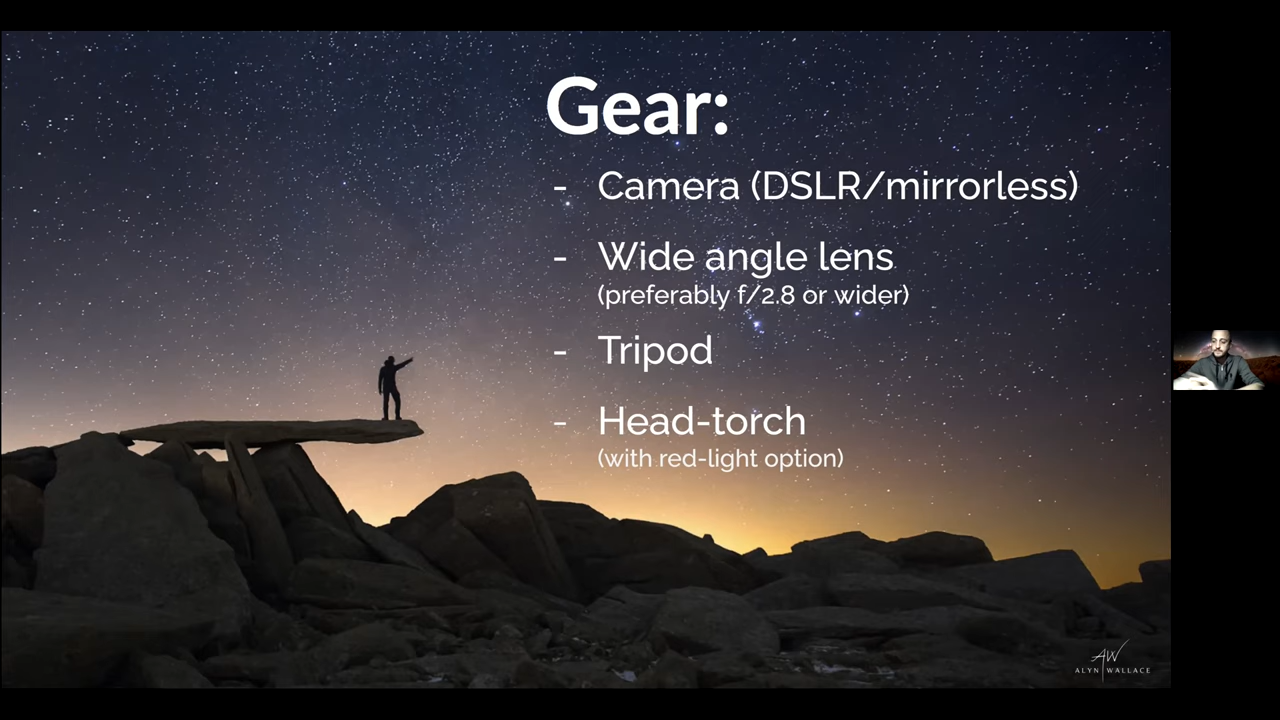 Gear:
- Camera (DSLR/mirrorless)
- Wide angle lens
(preferably f/2.8 or wider)
- Tripod
- Head-torch
(with red-light option)
AW
ALYN WALLACE